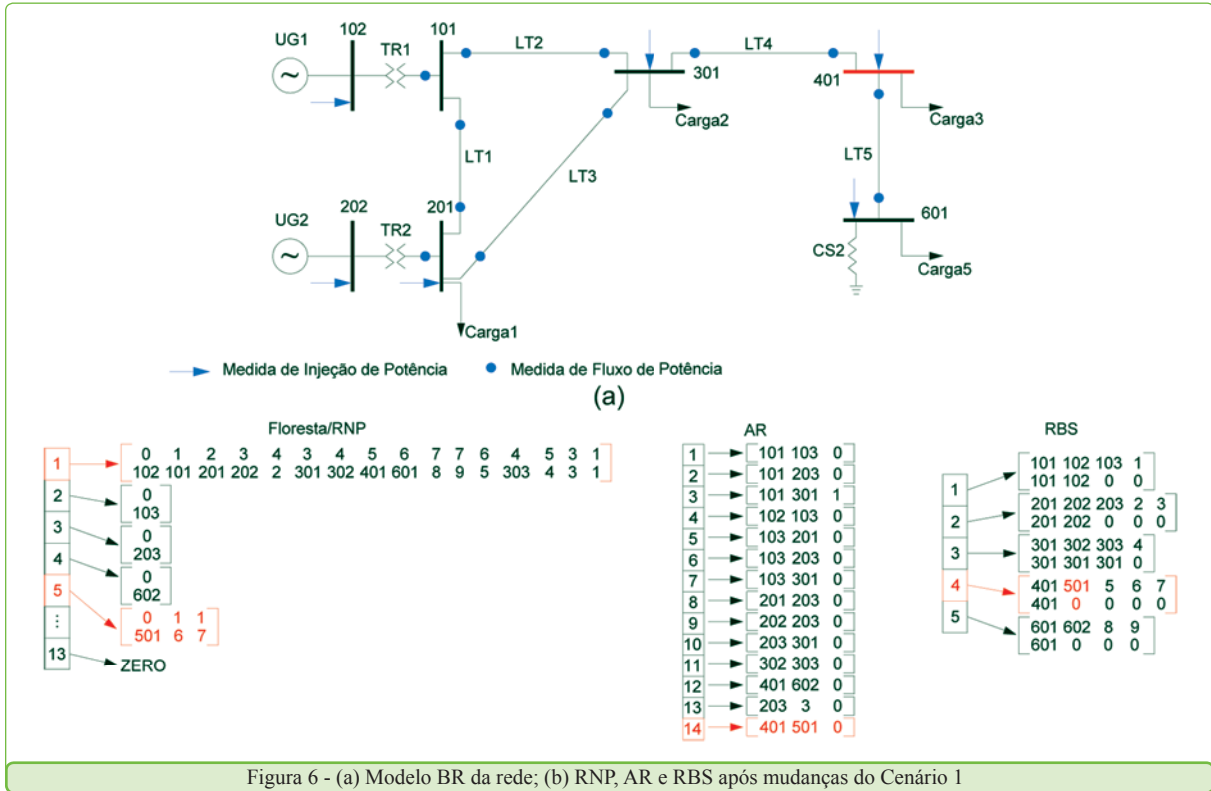 102
101
UG1
TR1
LT2
LT4
301
401
Carga2
Carga3
LT1
LT3
LT5
UG2
202
TR2
201
601
CS2
Carga5
Carga1
Medida de Injeção de Potência
Medida de Fluxo de Potência
(a)
Floresta/RNP
1
0 1 2 3 4 3 4 5 6 7 7 6 4 5 3 1
102 101 201 202 2 301 302 401 601 8 9 5 303 4 3 1
2
0
103
3
0
203
4
0
602
5
0 1 1
501 6 7
⋮
13
ZERO
AR
1 101 103 0
2 101 203 0
3 101 301 1
4 102 103 0
5 103 201 0
6 103 203 0
7 103 301 0
8 201 203 0
9 202 203 0
10 203 301 0
11 302 303 0
12 401 602 0
13 203 3 0
14 401 501 0
RBS
1
101 102 103 1
101 102 0 0
2
201 202 203 2 3
201 202 0 0 0
3
301 302 303 4
301 301 301 0
4
401 501 5 6 7
401 0 0 0 0
5
601 602 8 9
601 0 0 0
Figura 6 - (a) Modelo BR da rede; (b) RNP, AR e RBS após mudanças do Cenário 1